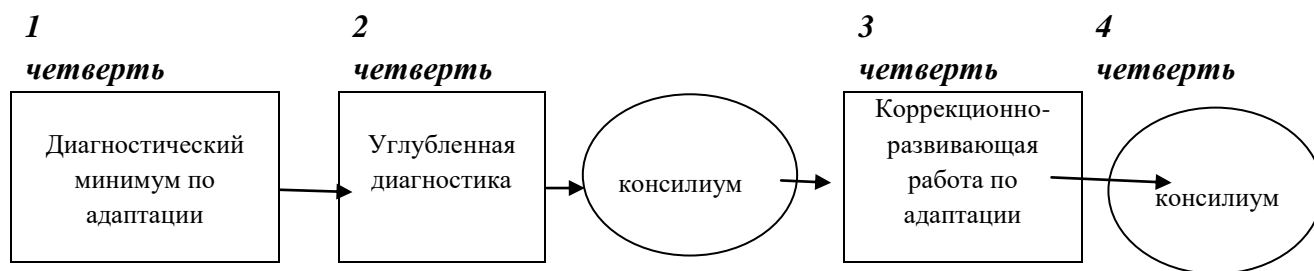 1
четверть
2
четверть
3
четверть
4
четверть
Диагностический
минимум по
адаптации
Углубленная
диагностика
консилиум
Коррекционно-
развивающая
работа по
адаптации
консилиум